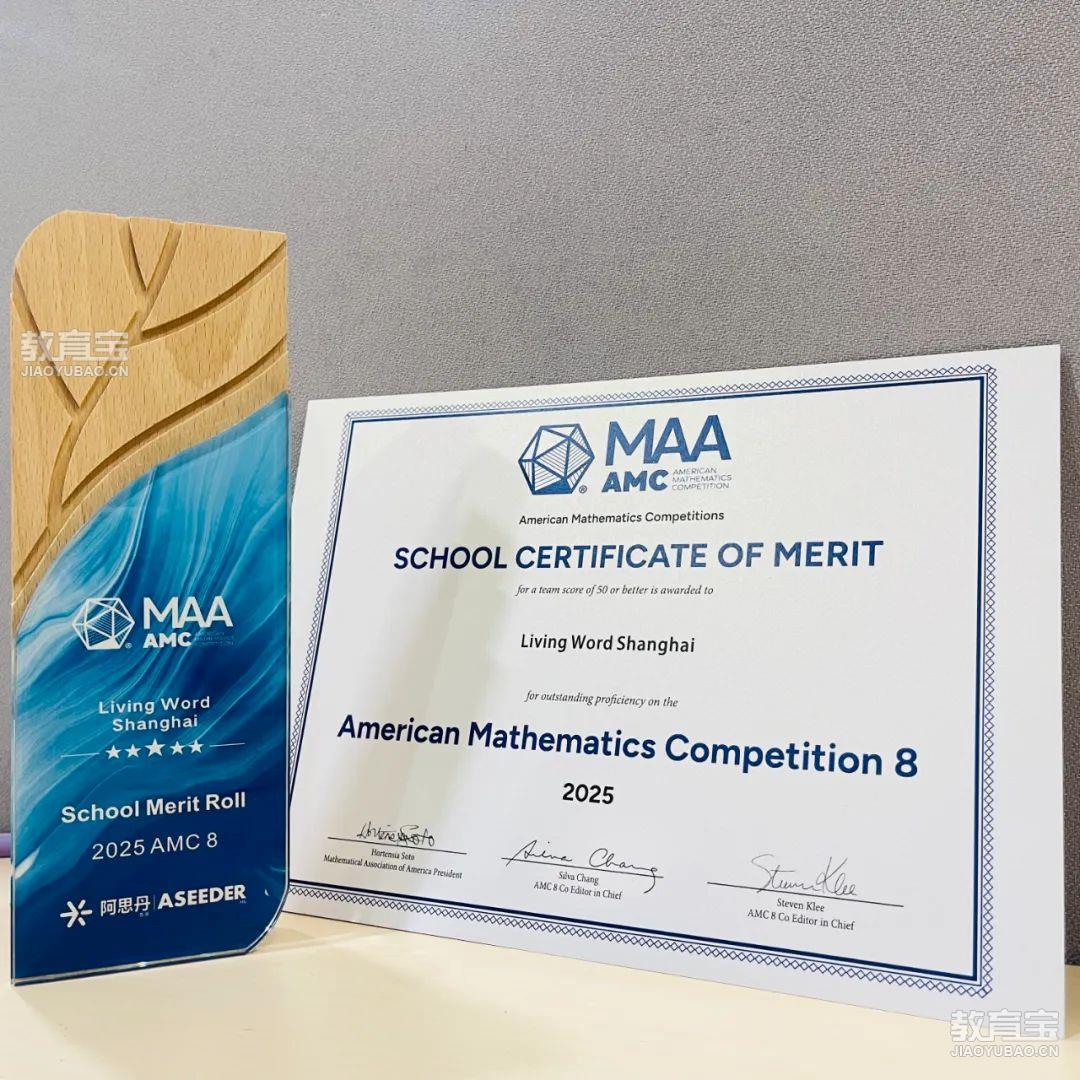 教育宝
JIAOYUBAO.CN
MAA
AMC
Living Word
Shanghai
School Merit Roll
2025 AMC 8
阿思丹 ASEEDER
MAA
AMC AMERICAN
MATHEMATICS
COMPETITION
American Mathematics Competitions
SCHOOL CERTIFICATE OF MERIT
for a team score of 50 or better is awarded to
Living Word Shanghai
for outstanding proficiency on the
American Mathematics Competition 8
2025
Hortensia Soto
Mathematical Association of America President
Silva Chang
Silva Chang
AMC 8 Co Editor in Chief
Steven Klee
Steven Klee
AMC 8 Co Editor in Chief
教育宝
JIAOYUBAO.CN